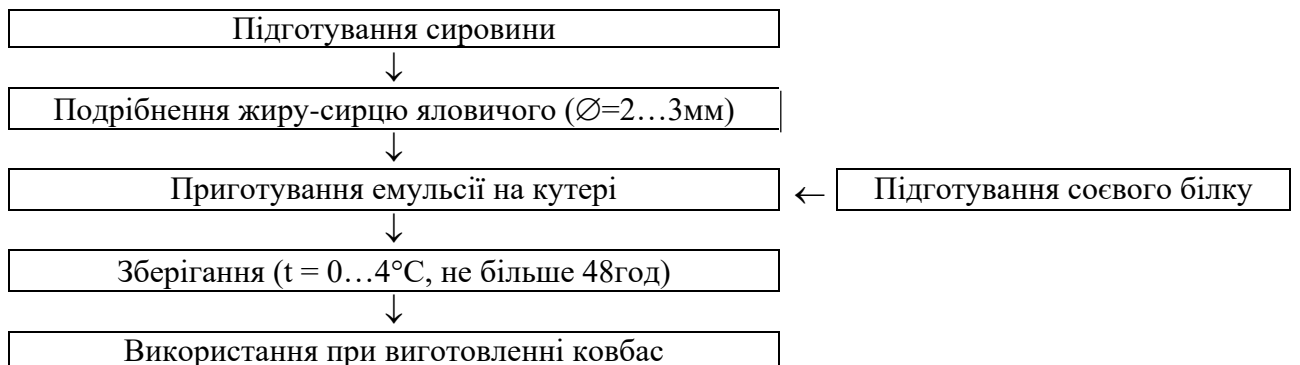 Підготування сировини
↓
Подрібнення жиру-сирцю яловичого (∅=2…3мм)
↓
Приготування емульсії на кутері ← Підготування соєвого білку
↓
Зберігання (t = 0…4°C, не більше 48год)
↓
Використання при виготовленні ковбас